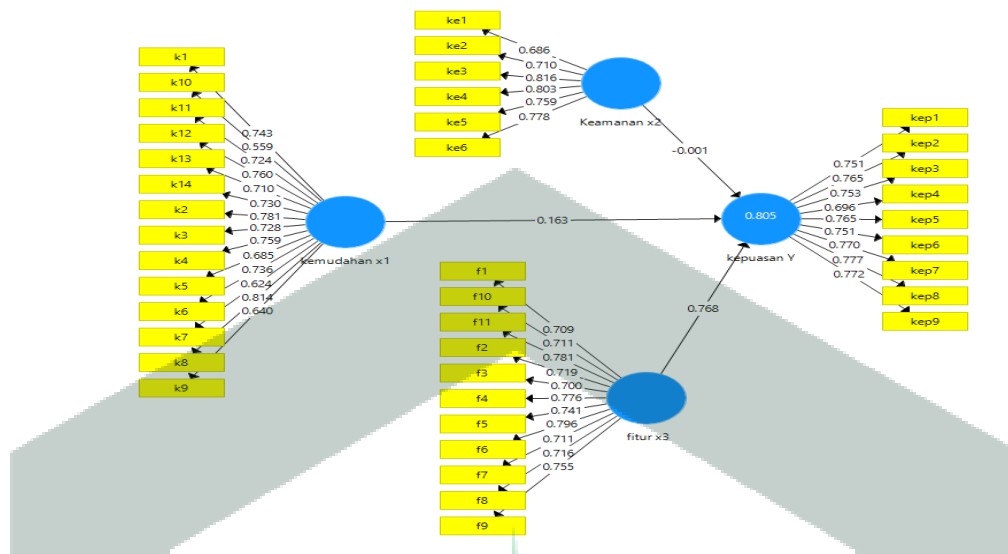 k1
k10
k11
k12
k13
k14
k2
k3
k4
k5
k6
k7
k8
k9
0.743
0.559
0.724
0.760
0.710
0.730
0.781
0.728
0.759
0.685
0.736
0.624
0.814
0.640
kemudahan x1
ke1
ke2
ke3
ke4
ke5
ke6
0.686
0.710
0.816
0.803
0.759
0.778
Keamanan x2
-0.001
0.163
0.768
f1
f10
f11
f2
f3
f4
f5
f6
f7
f8
f9
0.709
0.711
0.781
0.719
0.700
0.776
0.741
0.796
0.711
0.716
0.755
fitur x3
0.805
kepuasan Y
0.751
0.765
0.753
0.696
0.765
0.751
0.770
0.777
0.772
kep1
kep2
kep3
kep4
kep5
kep6
kep7
kep8
kep9